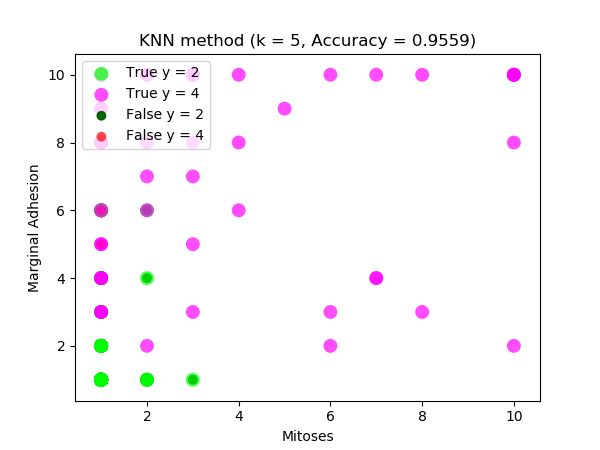 KNN method (k = 5, Accuracy = 0.9559)
True y = 2
True y = 4
False y = 2
False y = 4
10
8
6
4
2
Marginal Adhesion
2 4 6 8 10
Mitoses